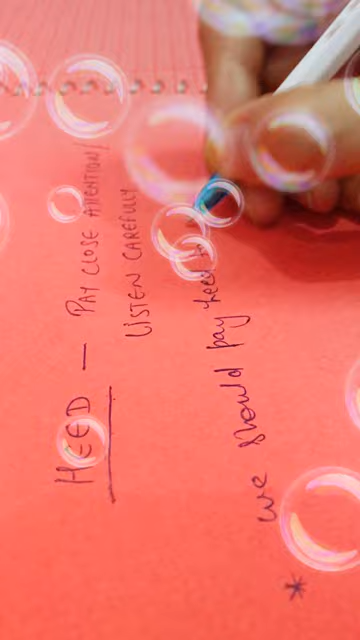 HEED — PAY CLOSE ATTENTION/
LISTEN CAREFULLY
* we should pay heed